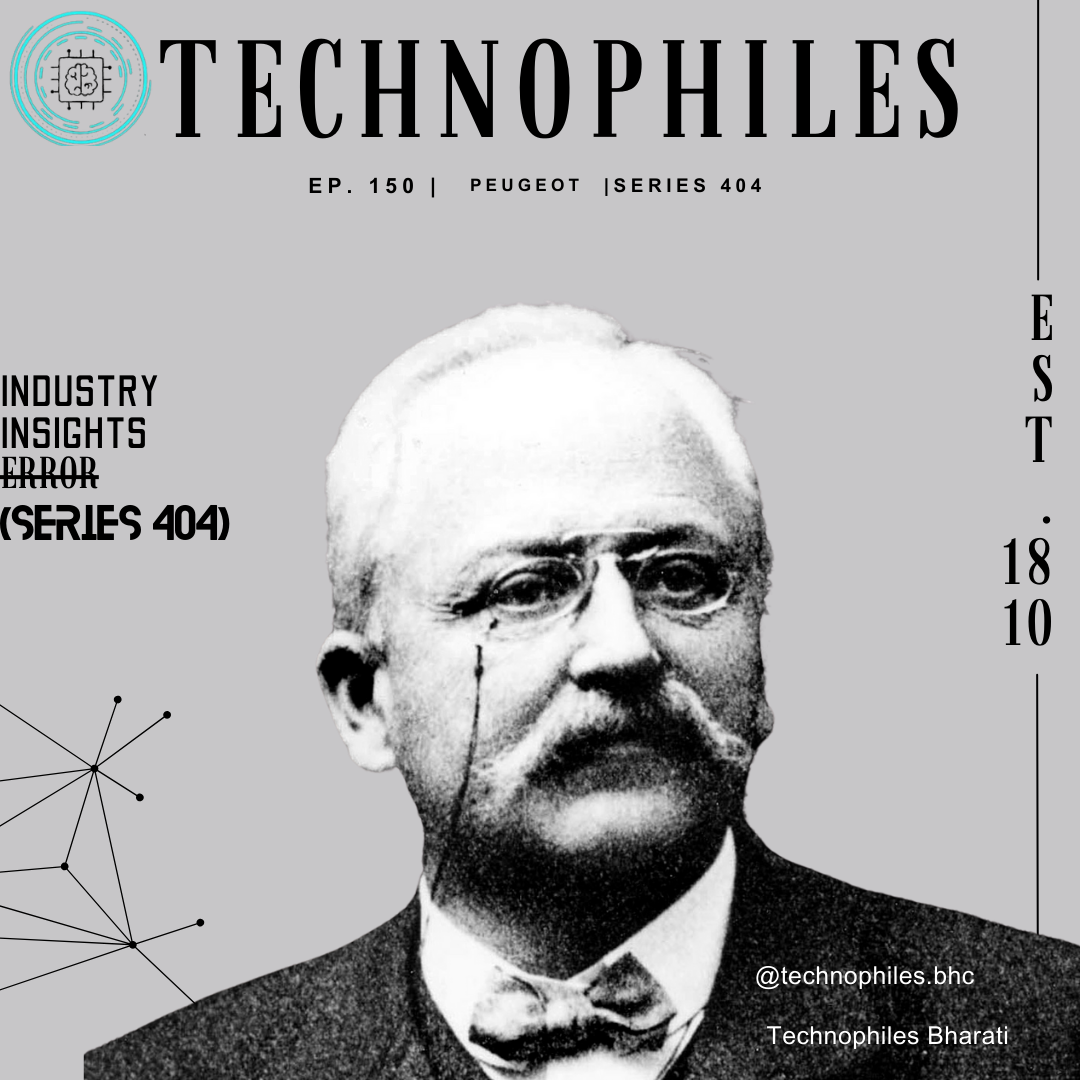 TECHNOPHILES
EP. 150 | PEUGEOT |SERIES 404
INDUSTRY
INSIGHTS
ERROR
(SERIES 404)
E
S
T
.
18
10
@technophiles.bhc
Technophiles Bharati